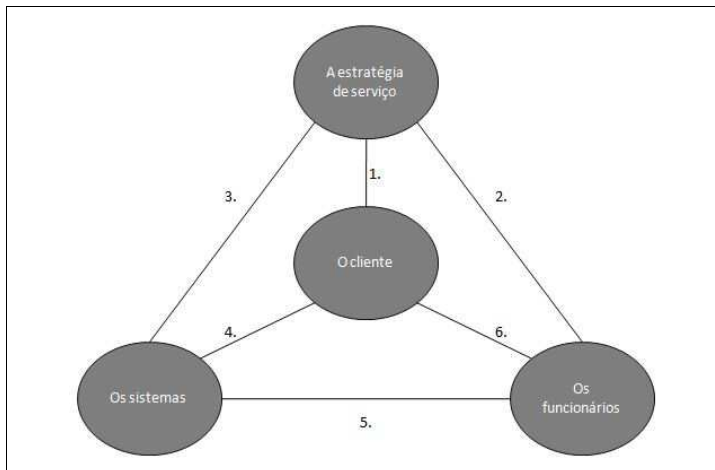 A estratégia
de serviço
1.
3.
2.
O cliente
4.
6.
Os sistemas
Os
funcionários
5.